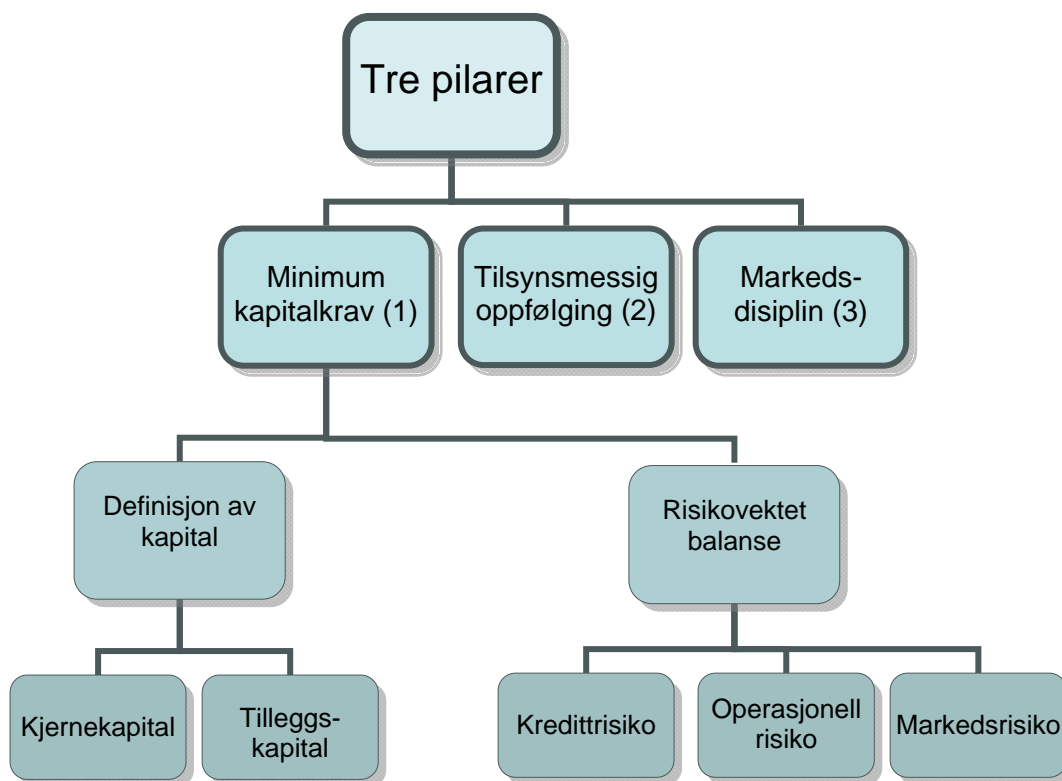 Tre pilarer
Minimum
kapitalkrav (1)
Tilsynsmessig
oppfølging (2)
Markeds-
disiplin (3)
Definisjon av
kapital
Risikovektet
balanse
Kjernekapital
Tilleggs-
kapital
Kredittrisiko
Operasjonell
risiko
Markedsrisiko